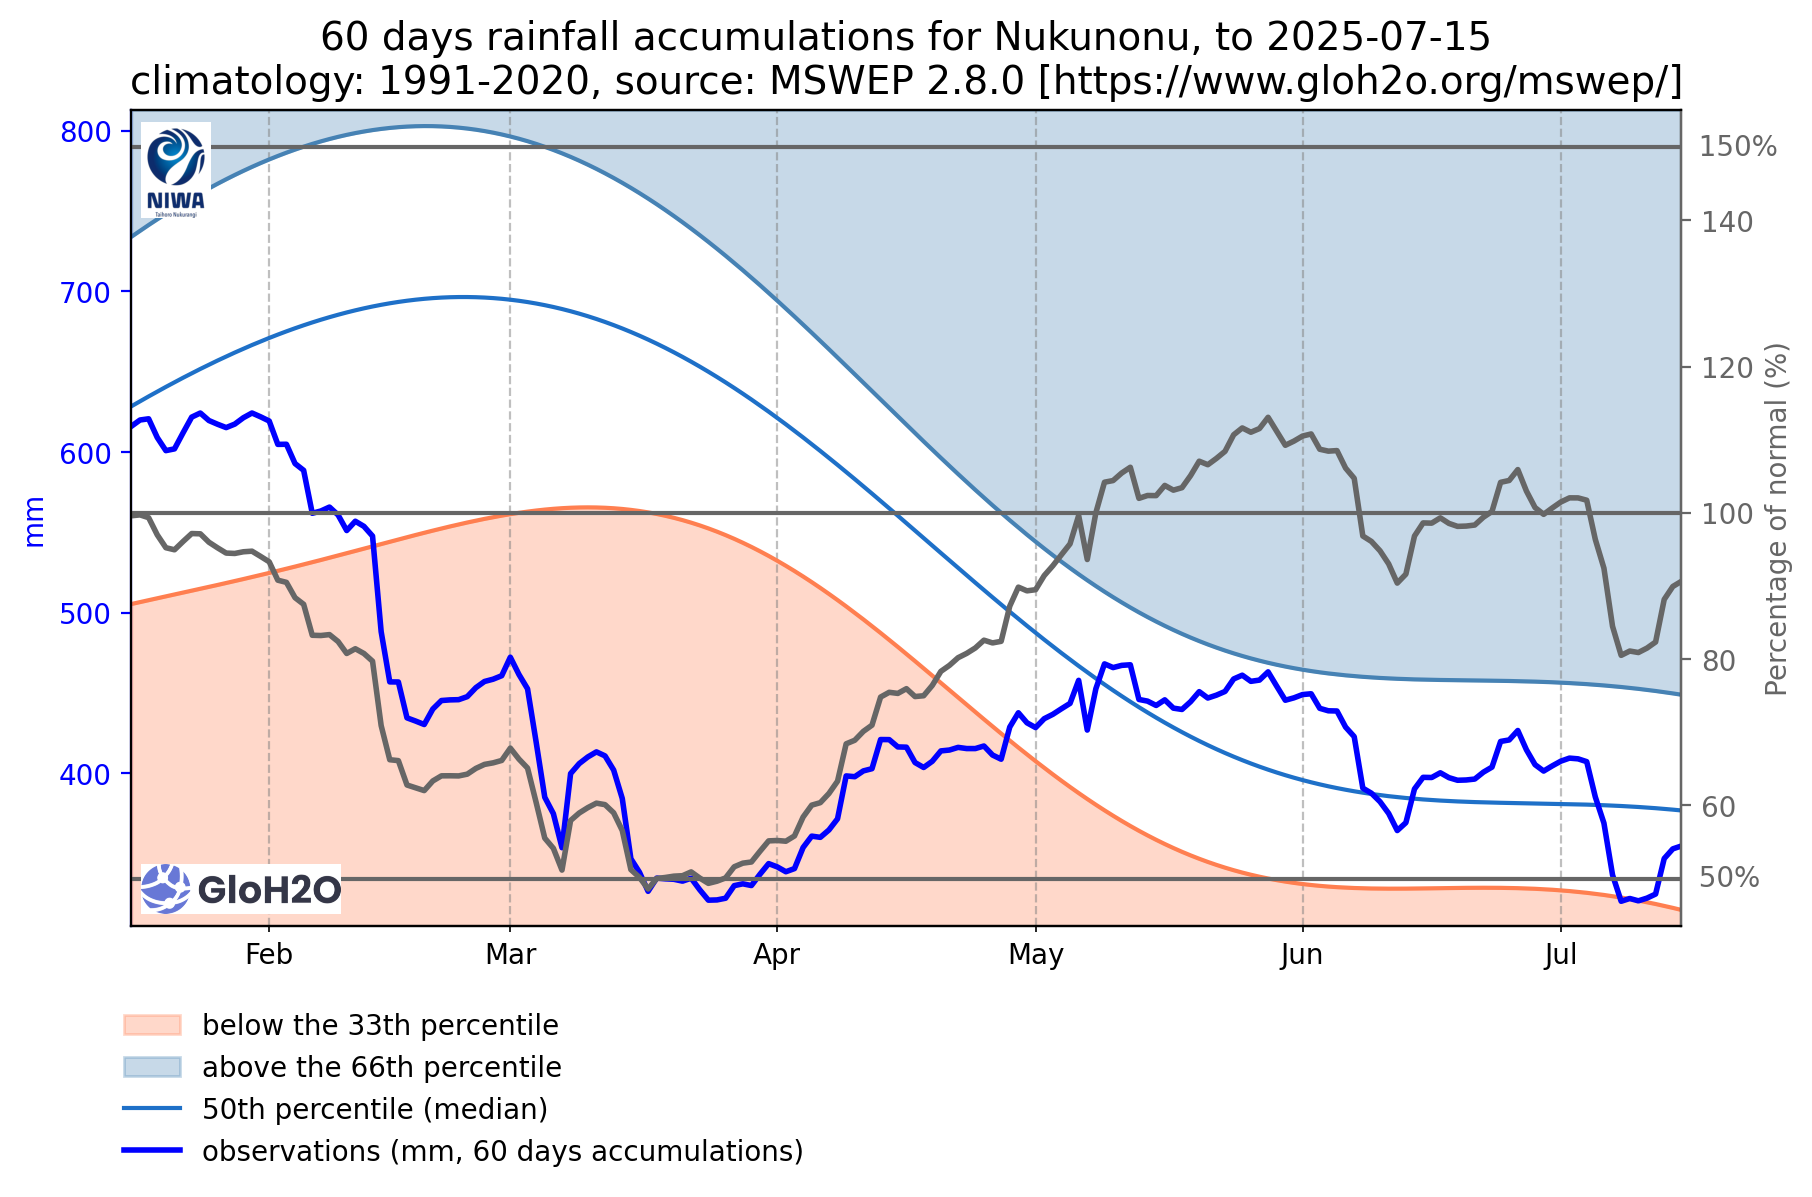 60 days rainfall accumulations for Nukunonu, to 2025-07-15
climatology: 1991-2020, source: MSWEP 2.8.0 [https://www.gloh2o.org/mswep/]
800
700
600
500
400
mm
NIWA
Taihoro Nukurangi
GloH2O
150%
140
120
100
80
60
50%
Percentage of normal (%)
Feb
Mar
Apr
May
Jun
Jul
below the 33th percentile
above the 66th percentile
50th percentile (median)
observations (mm, 60 days accumulations)